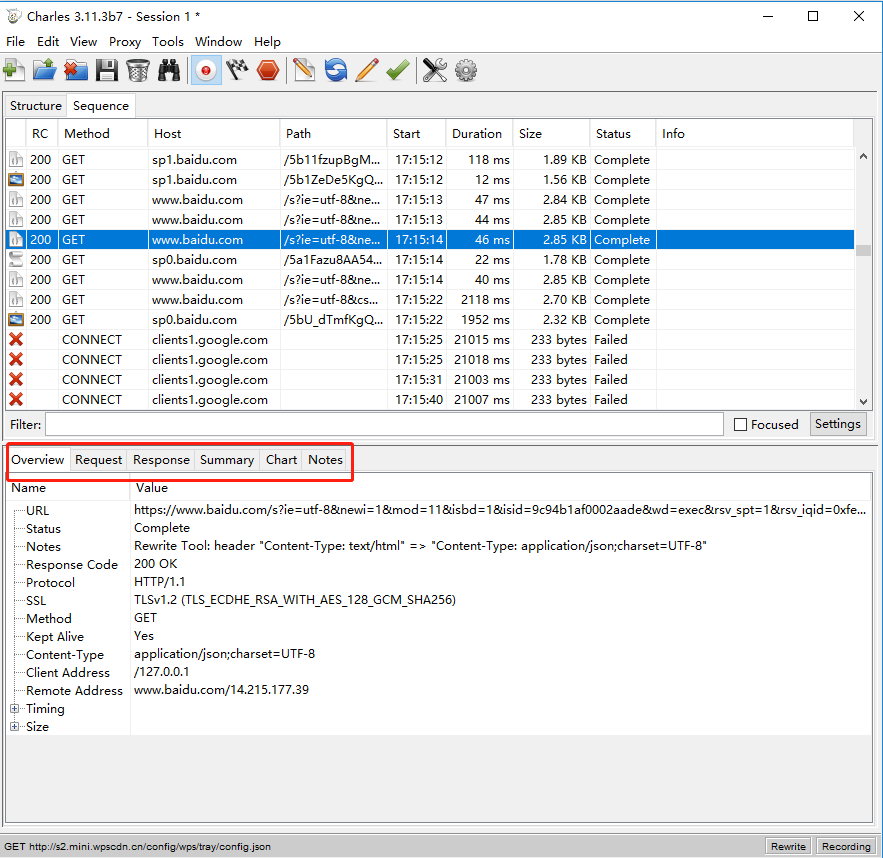 Charles 3.11.3b7 - Session 1 *
File Edit View Proxy Tools Window Help
Structure Sequence
RC Method Host Path Start Duration Size Status Info
200 GET sp1.baidu.com /5b11fzupBgM... 17:15:12 118 ms 1.89 KB Complete
200 GET sp1.baidu.com /5b1ZeDe5KgQ... 17:15:12 12 ms 1.56 KB Complete
200 GET www.baidu.com /s?ie=utf-8&ne... 17:15:13 47 ms 2.84 KB Complete
200 GET www.baidu.com /s?ie=utf-8&ne... 17:15:13 44 ms 2.85 KB Complete
200 GET www.baidu.com /s?ie=utf-8&ne... 17:15:14 46 ms 2.85 KB Complete
200 GET sp0.baidu.com /5a1Fazu8AA54... 17:15:14 22 ms 1.78 KB Complete
200 GET www.baidu.com /s?ie=utf-8&ne... 17:15:14 40 ms 2.85 KB Complete
200 GET www.baidu.com /s?ie=utf-8&cs... 17:15:22 2118 ms 2.70 KB Complete
200 GET sp0.baidu.com /5bU_dTmfKgQ... 17:15:22 1952 ms 2.32 KB Complete
CONNECT clients1.google.com 17:15:25 21015 ms 233 bytes Failed
CONNECT clients1.google.com 17:15:25 21018 ms 233 bytes Failed
CONNECT clients1.google.com 17:15:31 21003 ms 233 bytes Failed
CONNECT clients1.google.com 17:15:40 21007 ms 233 bytes Failed
Filter: Focused Settings
Overview Request Response Summary Chart Notes
Name Value
URL https://www.baidu.com/s?ie=utf-8&newi=1&mod=11&isbd=1&isid=9c94b1af0002aade&wd=exec&rsv_spt=1&rsv_iqid=0xfe...
Status Complete
Notes Rewrite Tool: header "Content-Type: text/html" => "Content-Type: application/json;charset=UTF-8"
Response Code 200 OK
Protocol HTTP/1.1
SSL TLSv1.2 (TLS_ECDHE_RSA_WITH_AES_128_GCM_SHA256)
Method GET
Kept Alive Yes
Content-Type application/json;charset=UTF-8
Client Address /127.0.0.1
Remote Address www.baidu.com/14.215.177.39
Timing
Size
GET http://s2.mini.wpscdn.cn/config/wps/tray/config.json Rewrite Recording